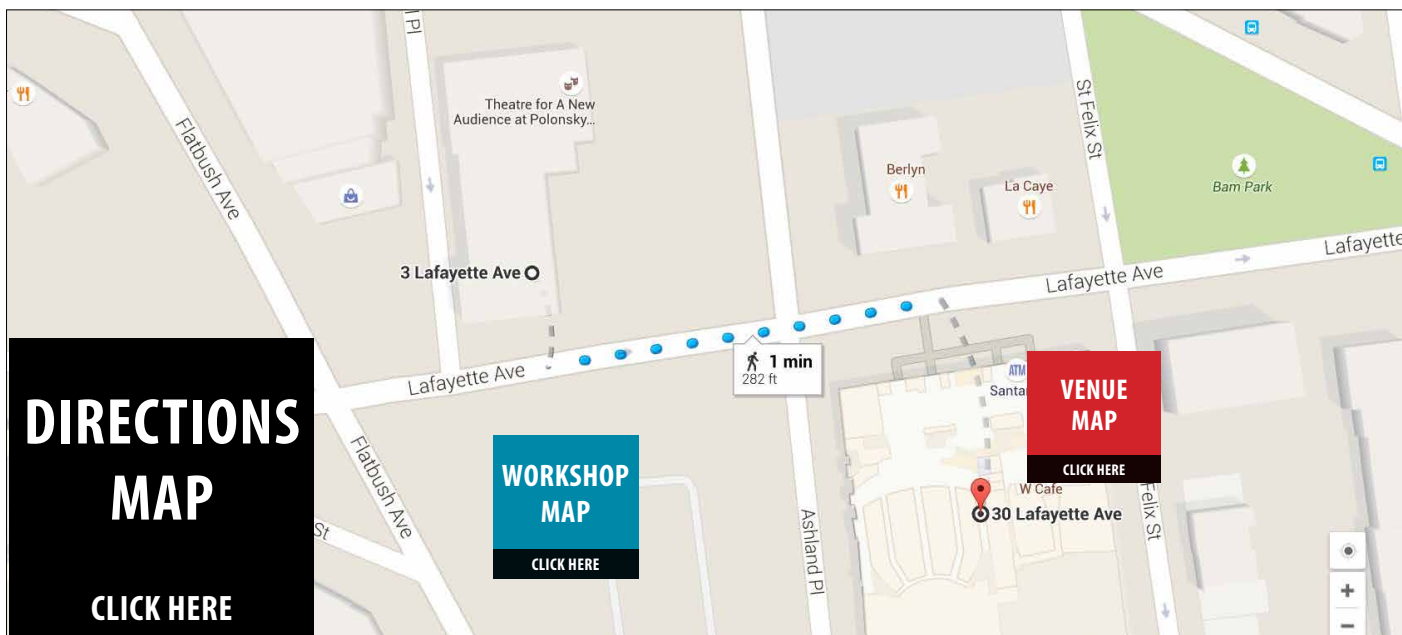 l Pl
Theatre for A New
Audience at Polonsky...
Flatbush Ave
St Felix St
Berlyn
La Caye
Bam Park
3 Lafayette Ave
Lafayette
Lafayette Ave
1 min
282 ft
Lafayette Ave
ATM
Santa
DIRECTIONS
MAP
CLICK HERE
WORKSHOP
MAP
CLICK HERE
VENUE
MAP
CLICK HERE
Flatbush Ave
St
W Cafe
30 Lafayette Ave
Ashland Pl
Felix St
+
−